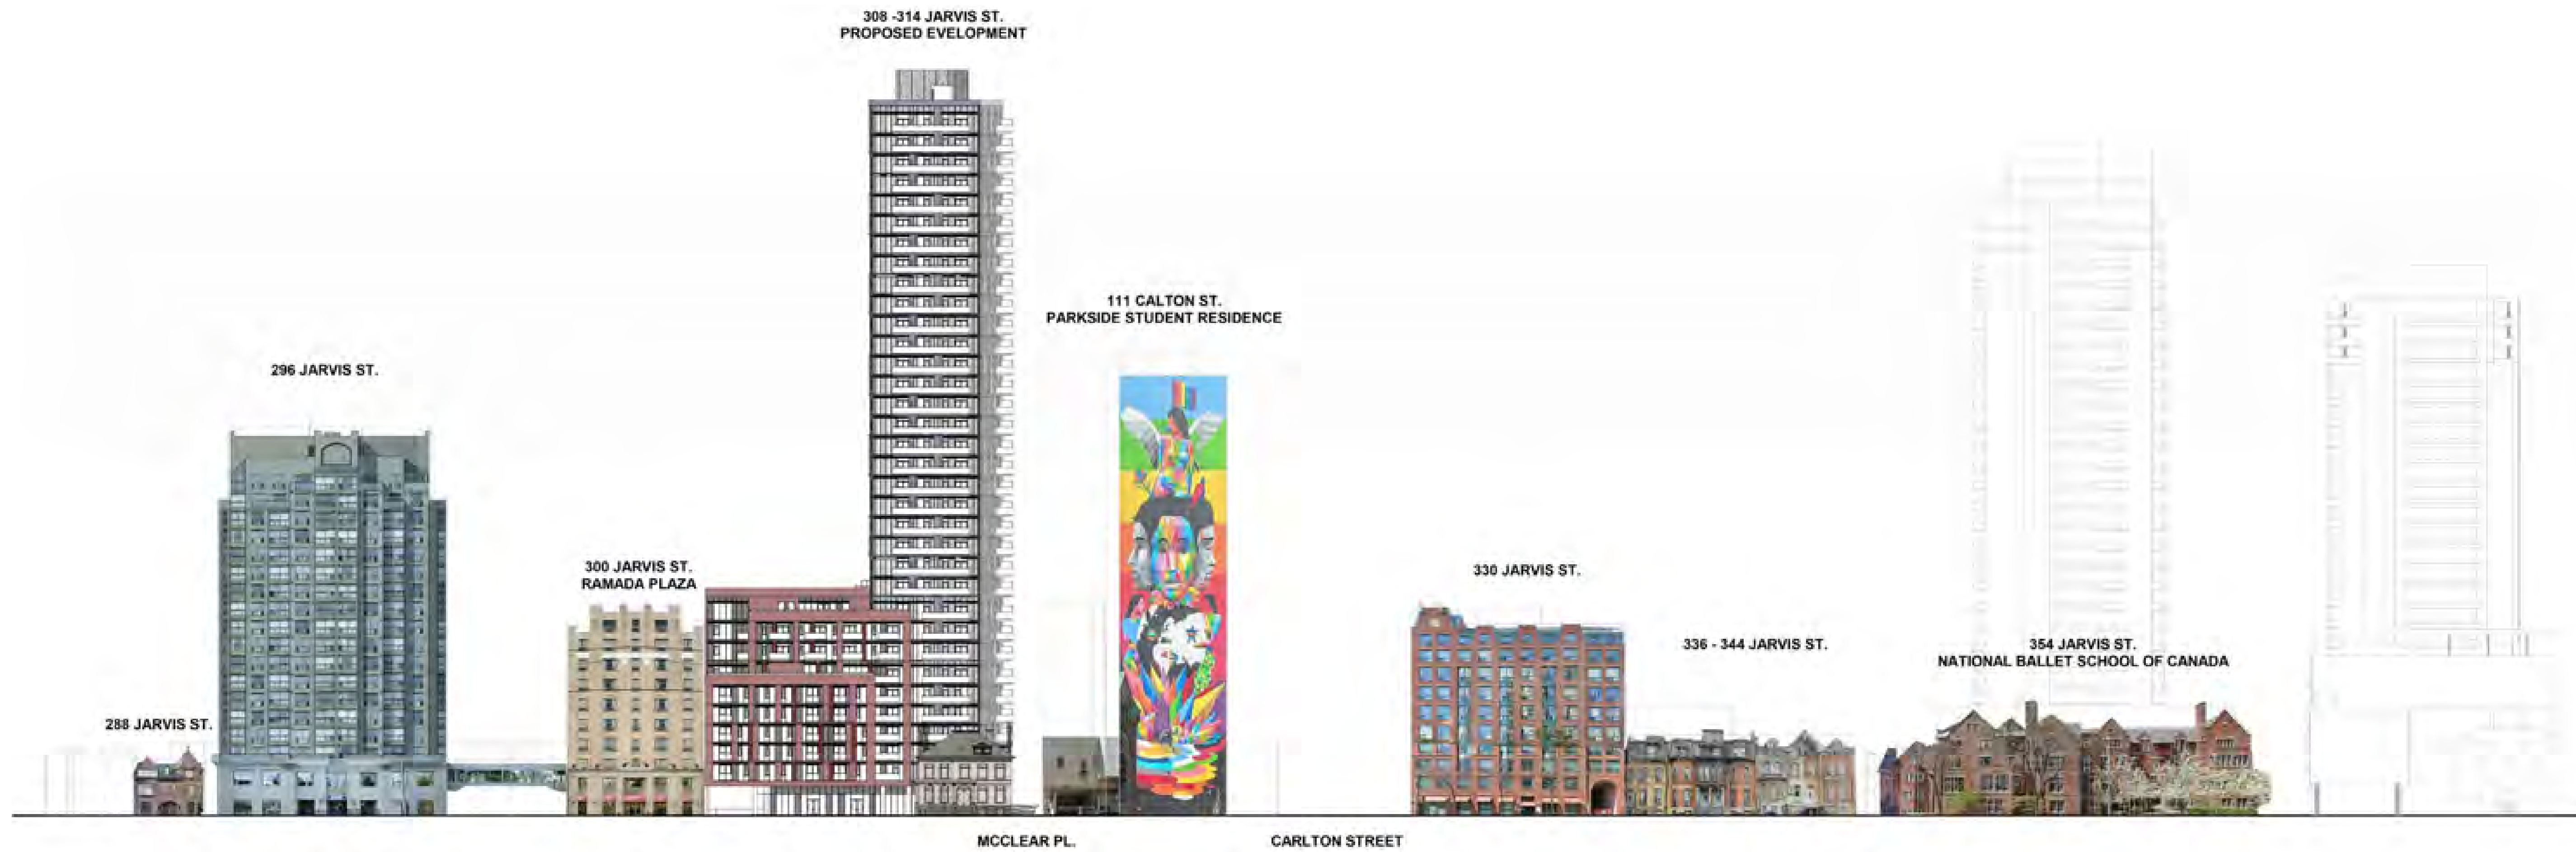 308 -314 JARVIS ST.
PROPOSED EVELOPMENT
111 CALTON ST.
PARKSIDE STUDENT RESIDENCE
296 JARVIS ST.
300 JARVIS ST.
RAMADA PLAZA
330 JARVIS ST.
336 - 344 JARVIS ST.
354 JARVIS ST.
NATIONAL BALLET SCHOOL OF CANADA
288 JARVIS ST.
MCCLEAR PL.
CARLTON STREET